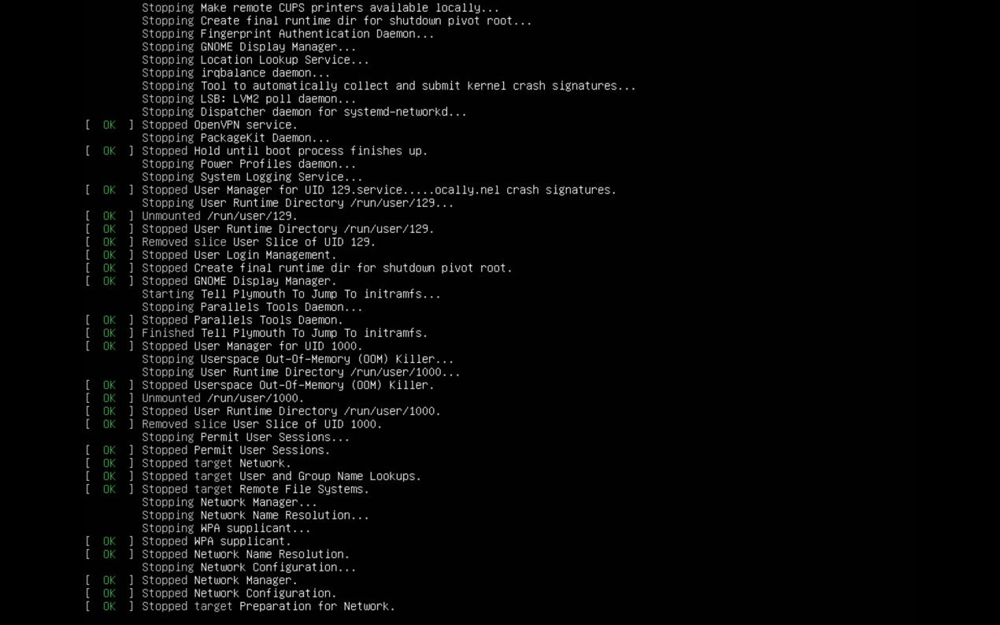 Stopping Make remote CUPS printers available locally...
Stopping Create final runtime dir for shutdown pivot root...
Stopping Fingerprint Authentication Daemon...
Stopping GNOME Display Manager...
Stopping Location Lookup Service...
Stopping irqbalance daemon...
Stopping Tool to automatically collect and submit kernel crash signatures...
Stopping LSB: LVM2 poll daemon...
Stopping Dispatcher daemon for systemd-networkd...
[  OK  ] Stopped OpenVPN service.
Stopping PackageKit Daemon...
[  OK  ] Stopped Hold until boot process finishes up.
Stopping Power Profiles daemon...
Stopping System Logging Service...
[  OK  ] Stopped User Manager for UID 129.service.....ocally.nel crash signatures.
Stopping User Runtime Directory /run/user/129...
[  OK  ] Unmounted /run/user/129.
[  OK  ] Stopped User Runtime Directory /run/user/129.
[  OK  ] Removed slice User Slice of UID 129.
[  OK  ] Stopped User Login Management.
[  OK  ] Stopped Create final runtime dir for shutdown pivot root.
[  OK  ] Stopped GNOME Display Manager.
Starting Tell Plymouth To Jump To initramfs...
Stopping Parallels Tools Daemon...
[  OK  ] Stopped Parallels Tools Daemon.
[  OK  ] Finished Tell Plymouth To Jump To initramfs.
[  OK  ] Stopped User Manager for UID 1000.
Stopping Userspace Out-Of-Memory (OOM) Killer...
Stopping User Runtime Directory /run/user/1000...
[  OK  ] Stopped Userspace Out-Of-Memory (OOM) Killer.
[  OK  ] Unmounted /run/user/1000.
[  OK  ] Stopped User Runtime Directory /run/user/1000.
[  OK  ] Removed slice User Slice of UID 1000.
Stopping Permit User Sessions...
[  OK  ] Stopped Permit User Sessions.
[  OK  ] Stopped target Network.
[  OK  ] Stopped target User and Group Name Lookups.
[  OK  ] Stopped target Remote File Systems.
Stopping Network Manager...
Stopping Network Name Resolution...
Stopping WPA supplicant...
[  OK  ] Stopped WPA supplicant.
[  OK  ] Stopped Network Name Resolution.
Stopping Network Configuration...
[  OK  ] Stopped Network Manager.
[  OK  ] Stopped Network Configuration.
[  OK  ] Stopped target Preparation for Network.